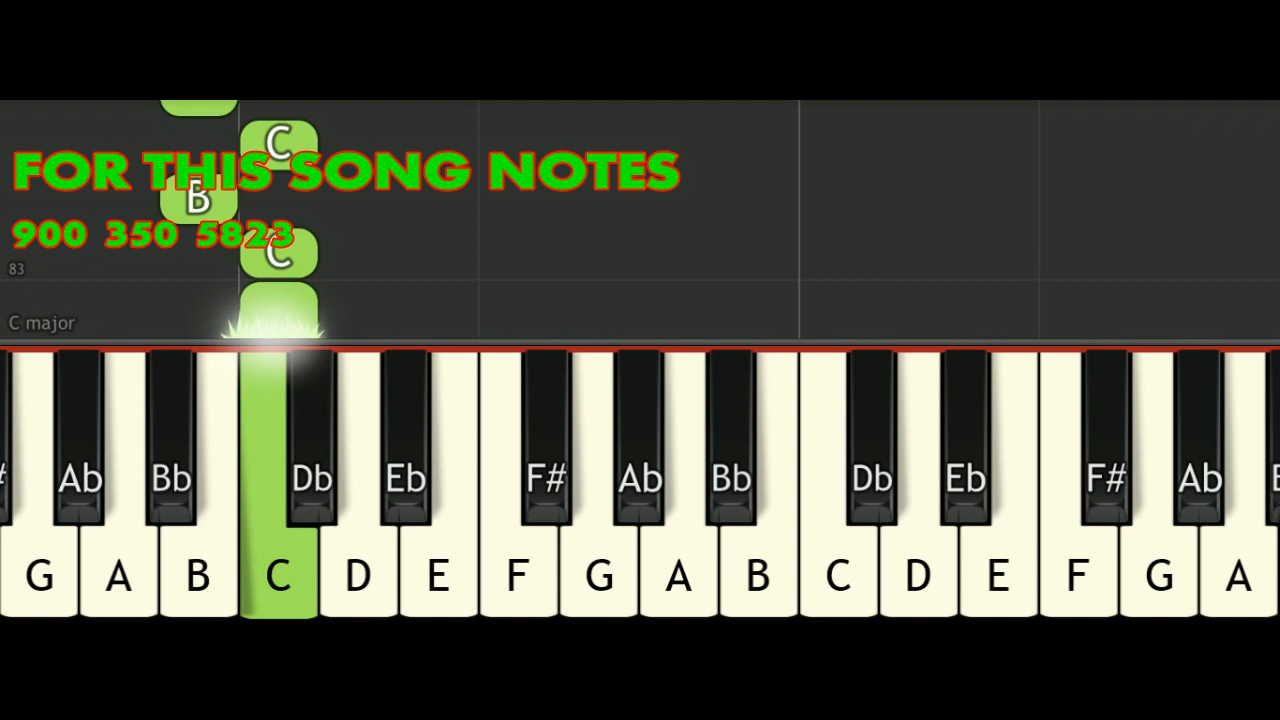 C
FOR THIS SONG NOTES
B
900 350 5823
C
83
C major
# Ab Bb Db Eb F# Ab Bb Db Eb F# Ab
G A B C D E F G A B C D E F G A